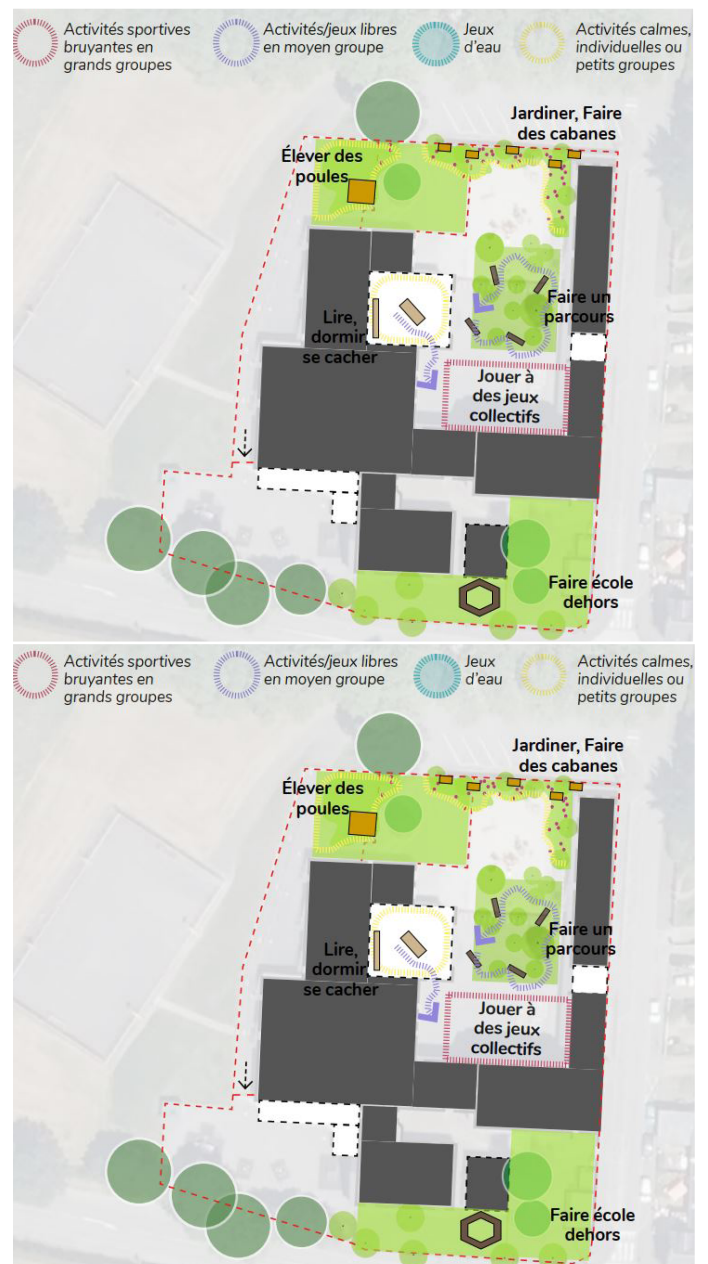 Activités sportives
bruyantes en
grands groupes
Activités/jeux libres
en moyen groupe
Jeux
d'eau
Activités calmes,
individuelles ou
petits groupes
Jardiner, Faire
des cabanes
Élever des
poules
Lire,
dormir
se cacher
Faire un
parcours
Jouer à
des jeux
collectifs
Faire école
dehors
Activités sportives
bruyantes en
grands groupes
Activités/jeux libres
en moyen groupe
Jeux
d'eau
Activités calmes,
individuelles ou
petits groupes
Jardiner, Faire
des cabanes
Élever des
poules
Lire,
dormir
se cacher
Faire un
parcours
Jouer à
des jeux
collectifs
Faire école
dehors